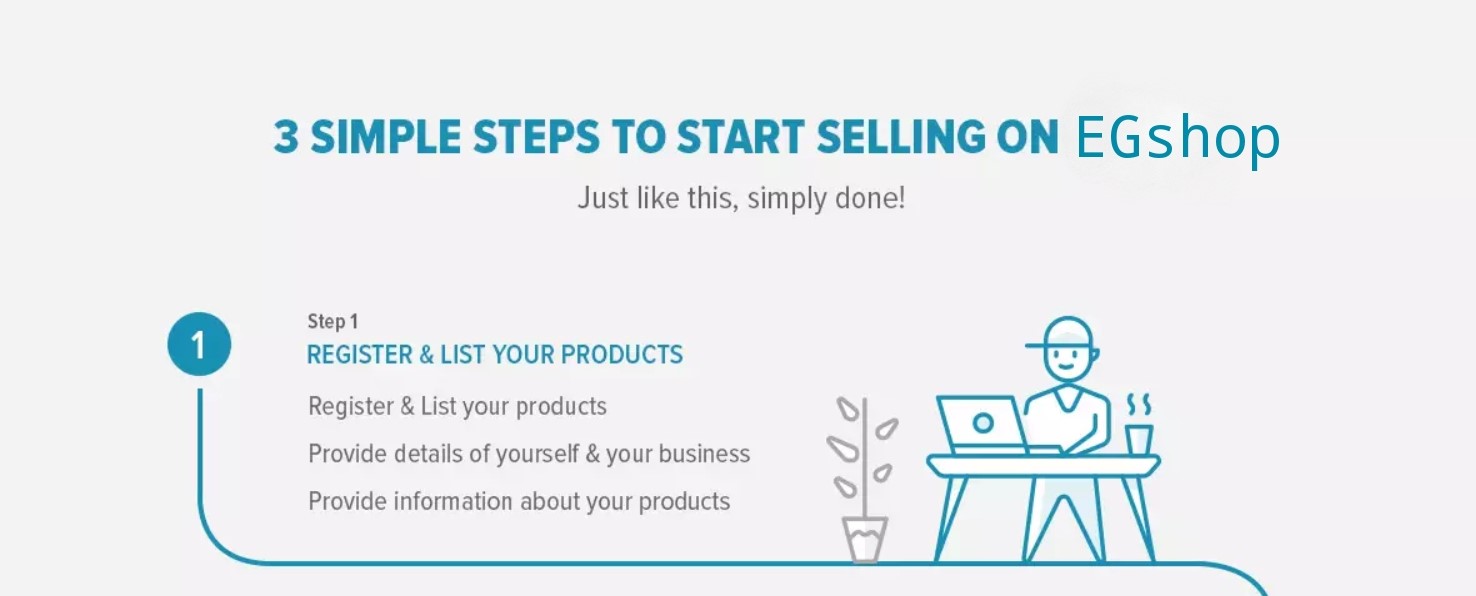 3 SIMPLE STEPS TO START SELLING ON EGshop
Just like this, simply done!
1
Step 1
REGISTER & LIST YOUR PRODUCTS
Register & List your products
Provide details of yourself & your business
Provide information about your products